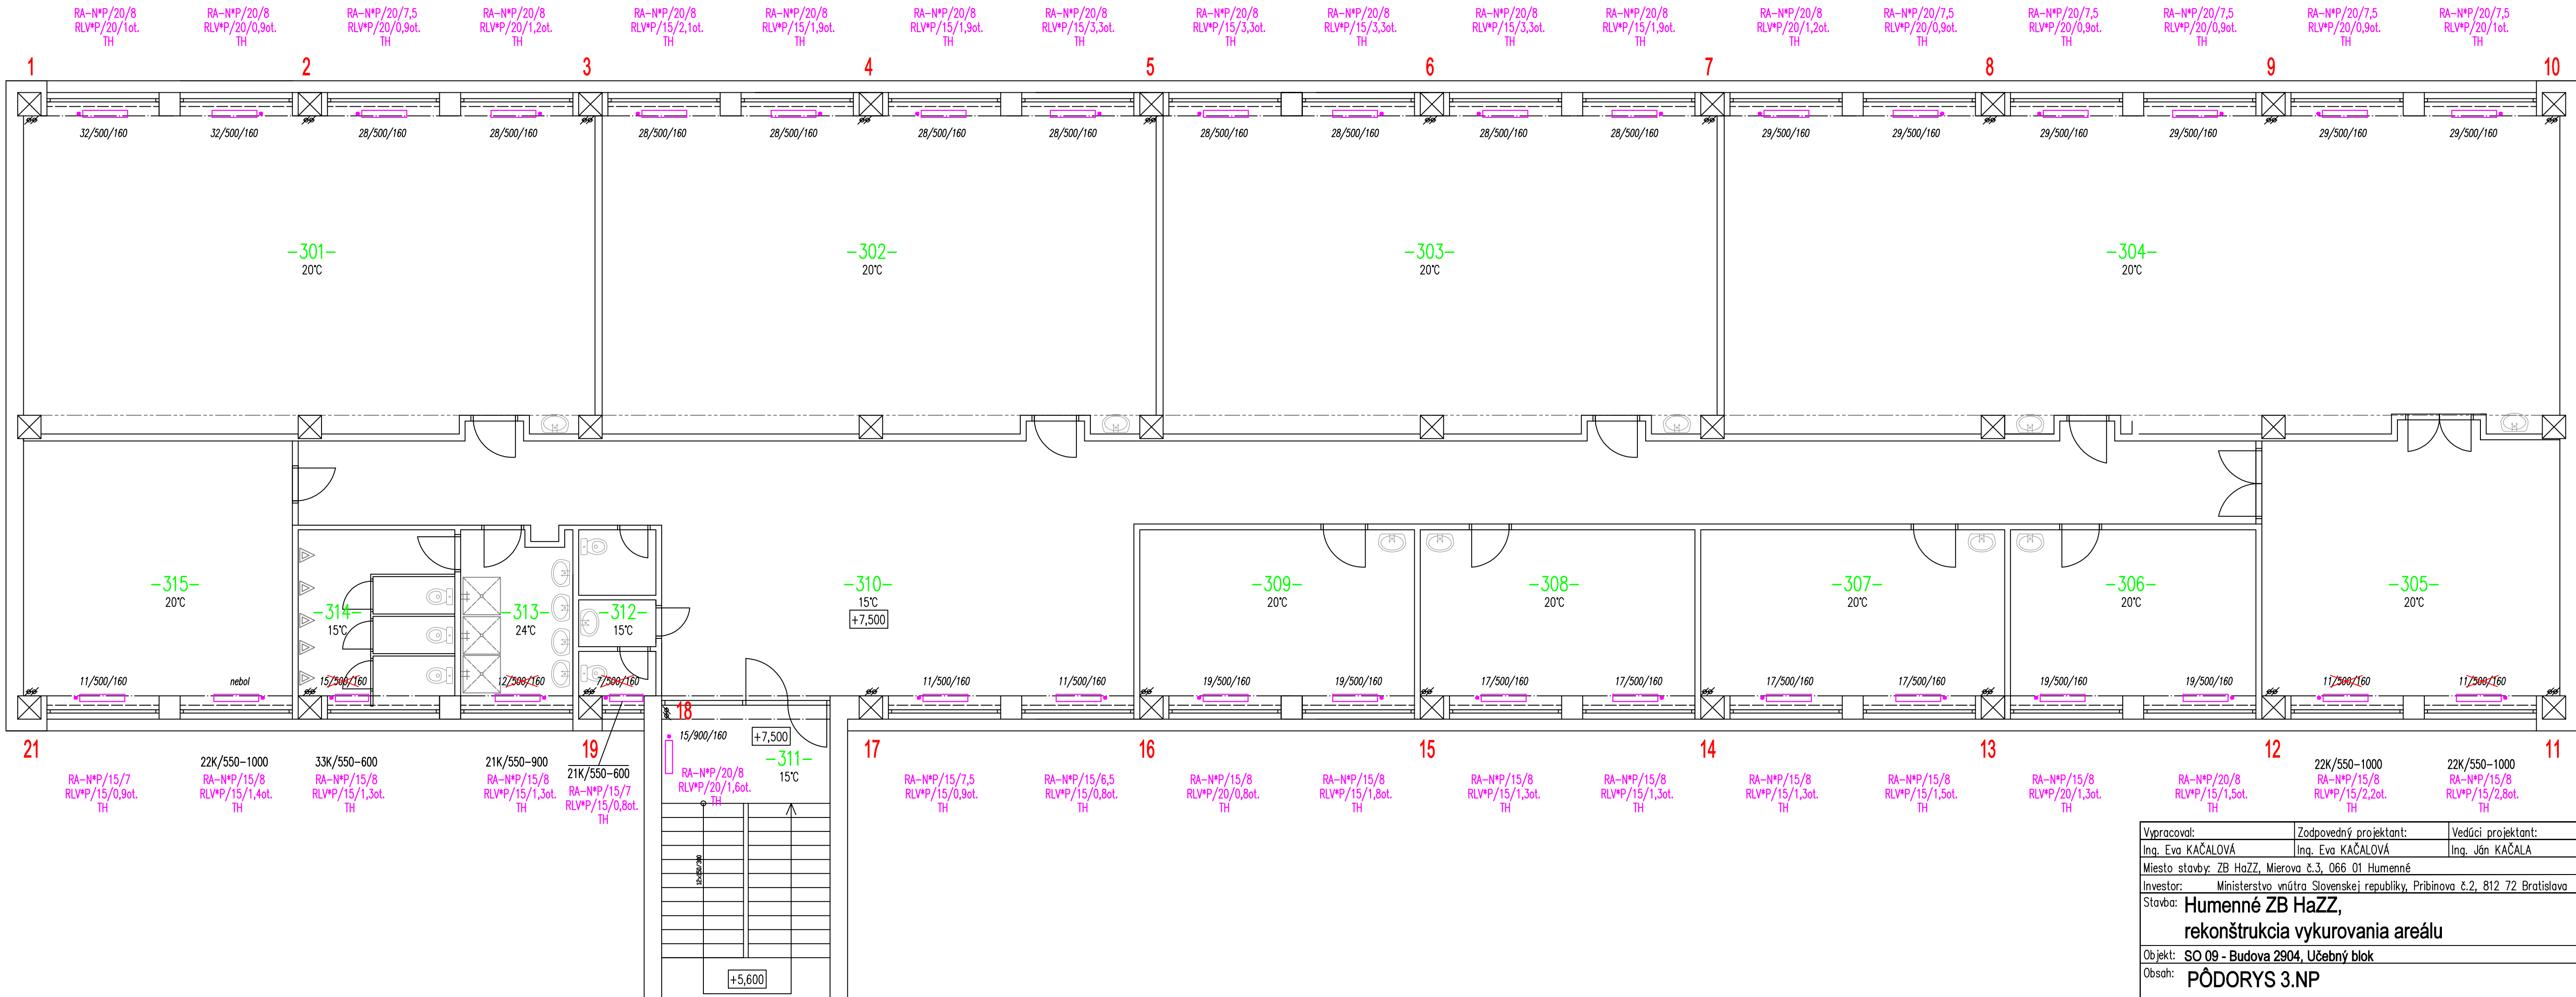 RA-N*P/20/8 RA-N*P/20/8 RA-N*P/20/7,5 RA-N*P/20/8 RA-N*P/20/8 RA-N*P/20/8 RA-N*P/20/8 RA-N*P/20/8 RA-N*P/20/8 RA-N*P/20/8 RA-N*P/20/8 RA-N*P/20/8 RA-N*P/20/8 RA-N*P/20/7,5 RA-N*P/20/7,5 RA-N*P/20/7,5 RA-N*P/20/7,5 RA-N*P/20/7,5
RLV*P/20/1ot. RLV*P/20/0,9ot. RLV*P/20/0,9ot. RLV*P/20/1,2ot. RLV*P/15/2,1ot. RLV*P/15/1,9ot. RLV*P/15/1,9ot. RLV*P/15/3,3ot. RLV*P/15/3,3ot. RLV*P/15/3,3ot. RLV*P/15/3,3ot. RLV*P/15/1,9ot. RLV*P/20/1,2ot. RLV*P/20/0,9ot. RLV*P/20/0,9ot. RLV*P/20/0,9ot. RLV*P/20/0,9ot. RLV*P/20/1ot.
TH TH TH TH TH TH TH TH TH TH TH TH TH TH TH TH TH TH
1 2 3 4 5 6 7 8 9 10
32/500/160 32/500/160 28/500/160 28/500/160 28/500/160 28/500/160 28/500/160 28/500/160 28/500/160 28/500/160 28/500/160 28/500/160 29/500/160 29/500/160 29/500/160 29/500/160 29/500/160 29/500/160
-301- -302- -303- -304-
20°C 20°C 20°C 20°C
-315- -310- -309- -308- -307- -306- -305-
20°C 15°C 20°C 20°C 20°C 20°C 20°C
-314- -313- -312- +7,500
15°C 24°C 15°C
11/500/160 nebol 15/500/160 12/500/160 7/500/160 11/500/160 11/500/160 19/500/160 19/500/160 17/500/160 17/500/160 17/500/160 17/500/160 19/500/160 19/500/160 11/500/160 11/500/160
18
15/900/160 +7,500
21 19 17 16 15 14 13 12 11
-311-
15°C
22K/550-1000 33K/550-600 21K/550-900 21K/550-600 22K/550-1000 22K/550-1000
RA-N*P/15/7 RA-N*P/15/8 RA-N*P/15/8 RA-N*P/15/8 RA-N*P/15/7 RA-N*P/20/8 RA-N*P/15/7,5 RA-N*P/15/6,5 RA-N*P/15/8 RA-N*P/15/8 RA-N*P/15/8 RA-N*P/15/8 RA-N*P/15/8 RA-N*P/15/8 RA-N*P/15/8 RA-N*P/20/8 RA-N*P/15/8 RA-N*P/15/8
RLV*P/15/0,9ot. RLV*P/15/1,4ot. RLV*P/15/1,3ot. RLV*P/15/1,3ot. RLV*P/15/0,8ot. RLV*P/20/1,6ot. RLV*P/15/0,9ot. RLV*P/15/0,8ot. RLV*P/20/0,8ot. RLV*P/15/1,8ot. RLV*P/15/1,3ot. RLV*P/15/1,3ot. RLV*P/15/1,3ot. RLV*P/15/1,5ot. RLV*P/20/1,3ot. RLV*P/15/1,5ot. RLV*P/15/2,2ot. RLV*P/15/2,8ot.
TH TH TH TH TH TH TH TH TH TH TH TH TH TH TH TH TH TH
+5,600
Vypracoval: Zodpovedný projektant: Vedúci projektant:
Ing. Eva KAČALOVÁ Ing. Eva KAČALOVÁ Ing. Ján KAČALA
Miesto stavby: ZB HaZZ, Mierova č.3, 066 01 Humenné
Investor: Ministerstvo vnútra Slovenskej republiky, Pribinova č.2, 812 72 Bratislava
Stavba: Humenné ZB HaZZ,
rekonštrukcia vykurovania areálu
Objekt: SO 09 - Budova 2904, Učebný blok
Obsah: PÔDORYS 3.NP